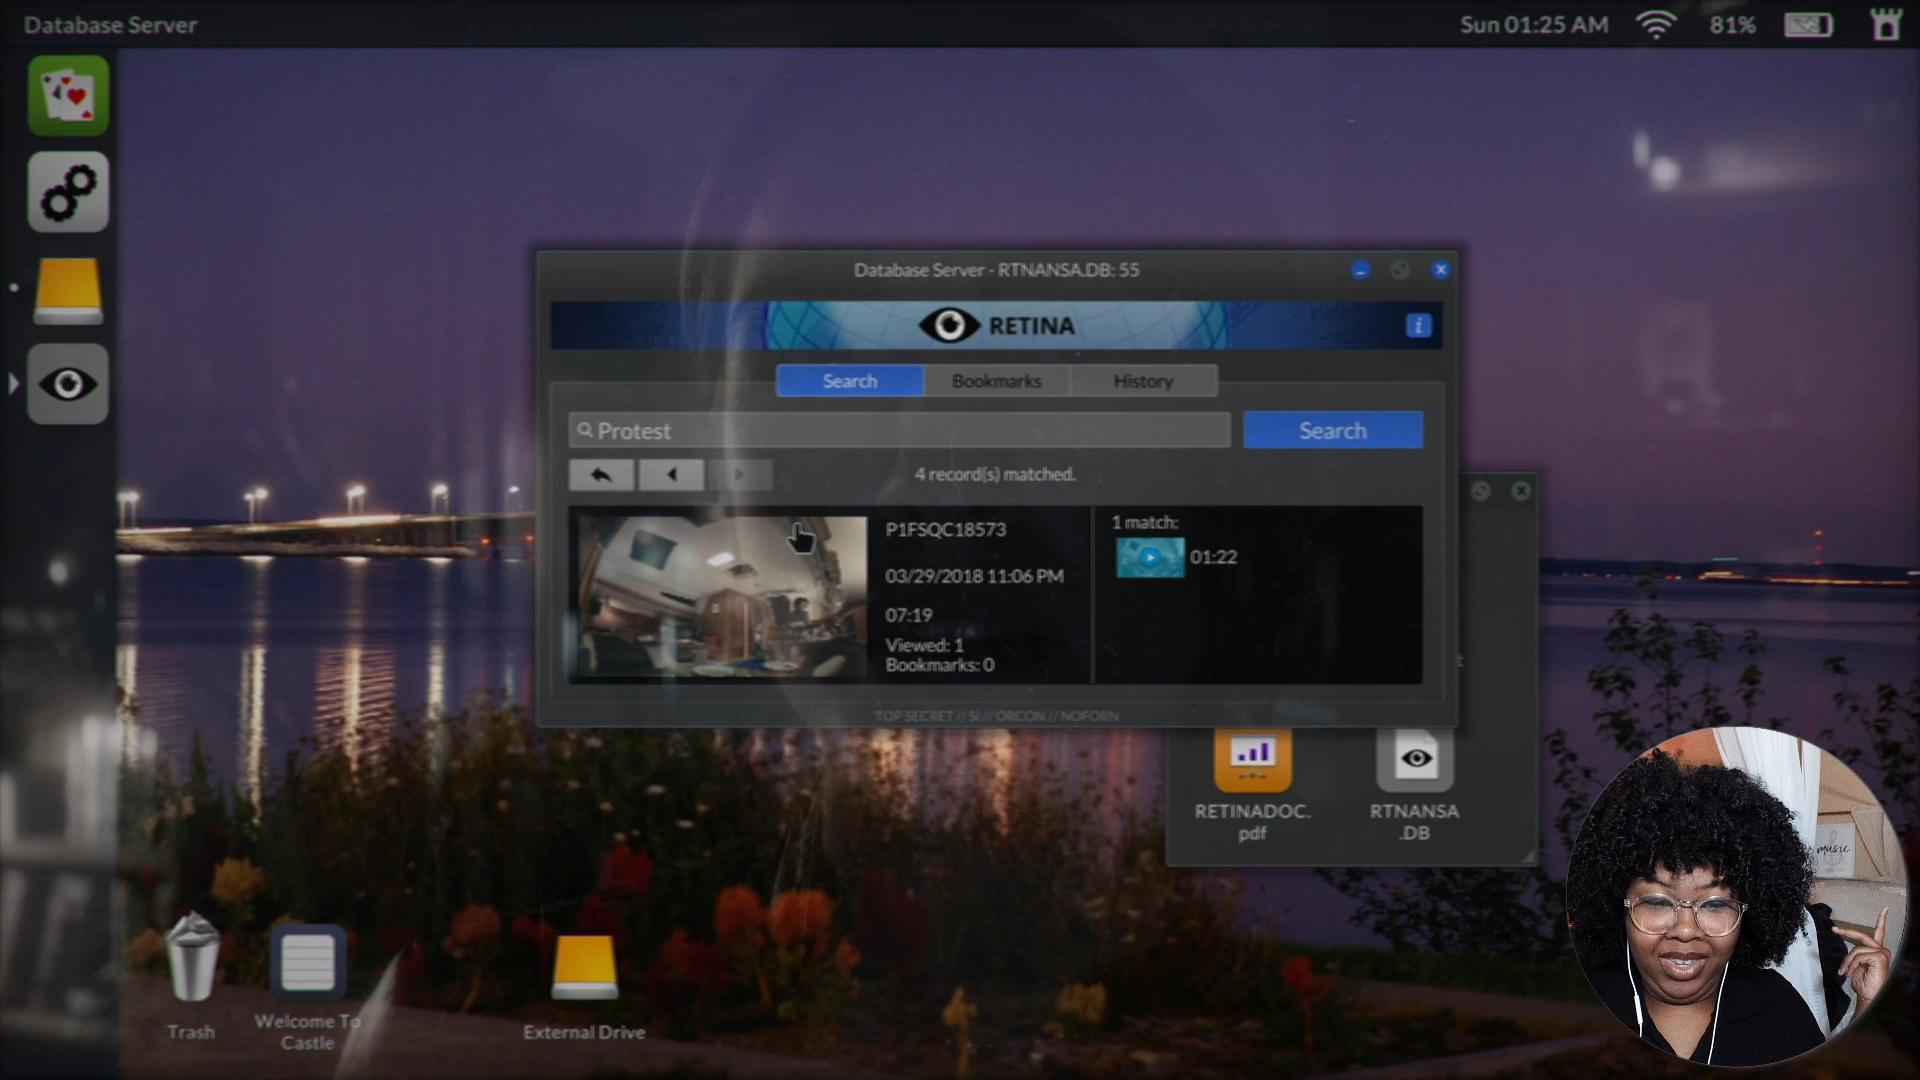 Database Server
Sun 01:25 AM
81%
Database Server - RTNANSA.DB: 55
RETINA
i
Search
Bookmarks
History
Protest
Search
4 record(s) matched.
P1FSQC18573
03/29/2018 11:06 PM
07:19
Viewed: 1
Bookmarks: 0
1 match:
01:22
TOP SECRET // SI // ORCON // NOFORN
RETINADOC.
pdf
RTNANSA
.DB
music
Trash
Welcome To
Castle
External Drive